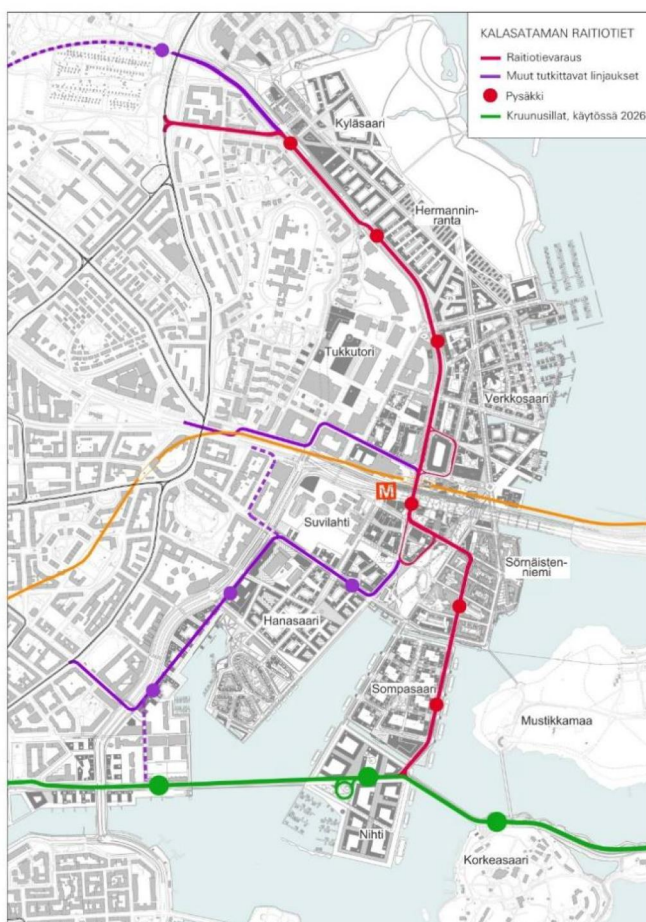 KALASATAMAN RAITIOTIET
Raitiotievaraus
Muut tutkittavat linjaukset
Pysäkki
Kruunusillat, käytössä 2026
Kyläsaari
Hermannin-
ranta
Tukkutori
Verkkosaari
M
Suvilahti
Sörnäisten-
niemi
Hanasaari
Sompasaari
Mustikkamaa
Nihti
Korkeasaari